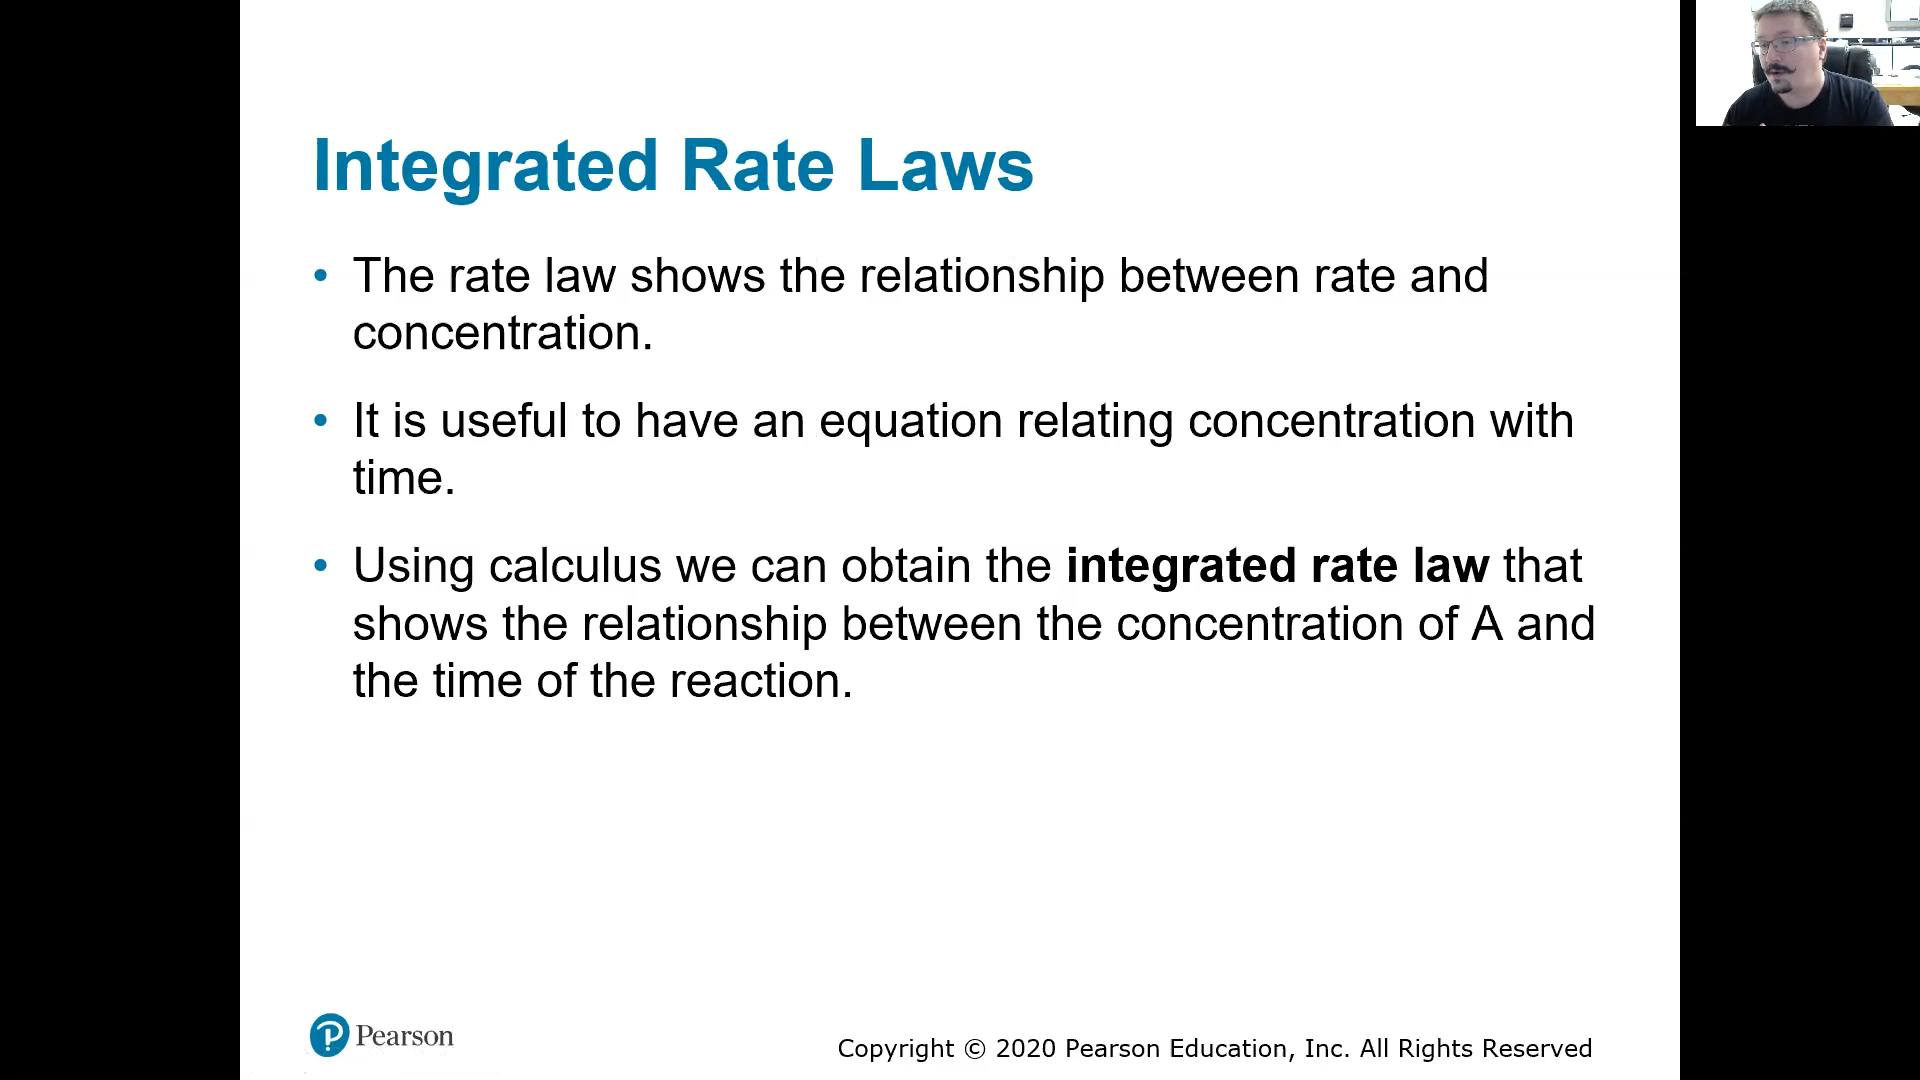 Integrated Rate Laws
• The rate law shows the relationship between rate and
concentration.
• It is useful to have an equation relating concentration with
time.
• Using calculus we can obtain the integrated rate law that
shows the relationship between the concentration of A and
the time of the reaction.
Pearson
Copyright © 2020 Pearson Education, Inc. All Rights Reserved